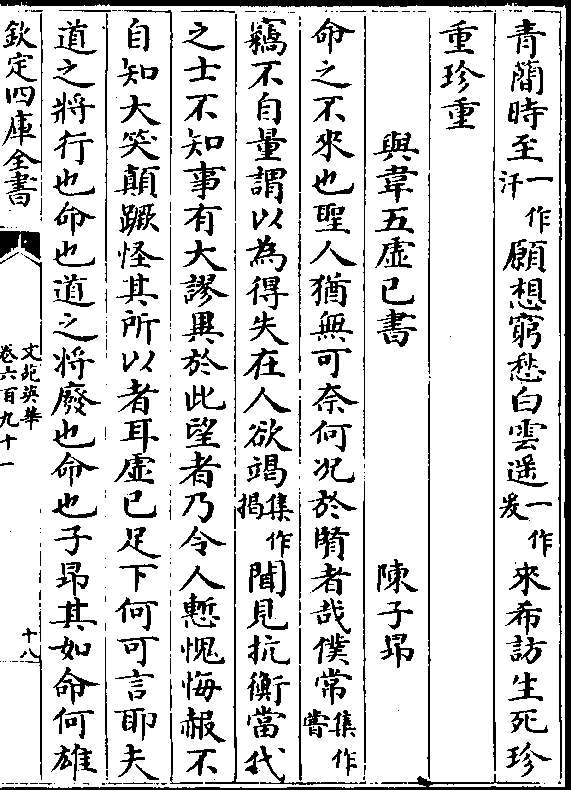 青蘭時至一作汗願想窮愁白雲遥一作岌來希訪生死珍
重珍重
與韋五虛已書　陳子昻
命之不來也聖人猶無可奈何况於賢者哉僕常集作嘗
竊不自量謂以為得失在人欲竭集作揭聞見抗衡當代
之士不知事有大謬異於此望者乃令人慙愧悔赧不
自知大笑顛蹶怪其所以者耳虛已足下何可言耶夫
道之將行也命也道之將廢也命也子昻其如命何雄
欽定四庫全書
文苑英華
卷六百九十一
十八